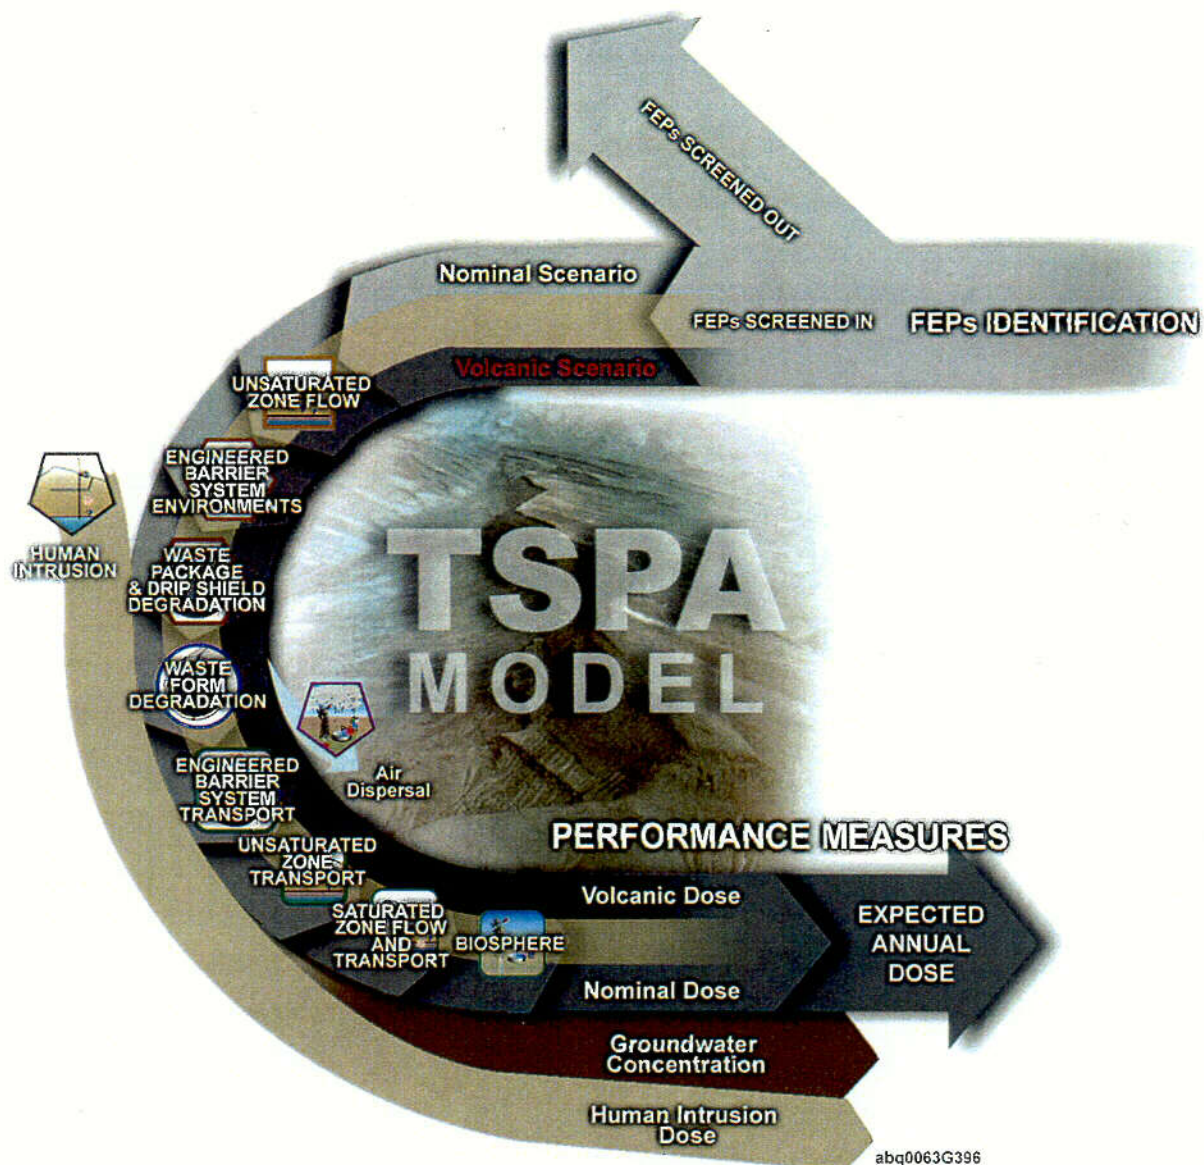 FEPs SCREENED OUT
Nominal Scenario
FEPs SCREENED IN
FEPs IDENTIFICATION
Volcanic Scenario
UNSATURATED
ZONE FLOW
ENGINEERED
BARRIER
SYSTEM
ENVIRONMENTS
HUMAN
INTRUSION
WASTE
PACKAGE
& DRIP SHIELD
DEGRADATION
TSPA
MODEL
WASTE
FORM
DEGRADATION
Air
Dispersal
ENGINEERED
BARRIER
SYSTEM
TRANSPORT
PERFORMANCE MEASURES
UNSATURATED
ZONE
TRANSPORT
SATURATED
ZONE FLOW
AND
TRANSPORT
BIOSPHERE
Volcanic Dose
EXPECTED
ANNUAL
DOSE
Nominal Dose
Groundwater
Concentration
Human Intrusion
Dose
abq0063G396